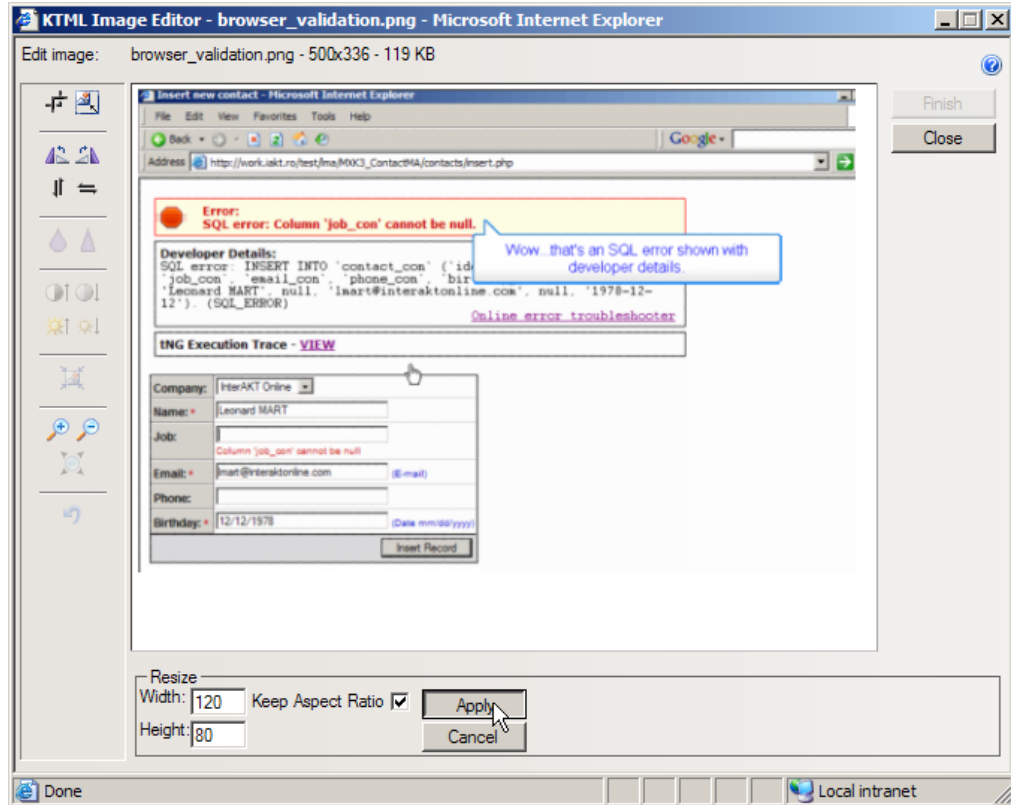 KTML Image Editor - browser_validation.png - Microsoft Internet Explorer
Edit image: browser_validation.png - 500x336 - 119 KB
Finish
Close
Insert new contact - Microsoft Internet Explorer
File Edit View Favorites Tools Help
Back Google
Address http://work.iakt.ro/test/lma/MXK3_ContactMA/contacts/insert.php
Error:
SQL error: Column 'job_con' cannot be null.
Wow...that's an SQL error shown with
developer details.
Developer Details:
SQL error: INSERT INTO `contact_con` (`id
`job_con`, `email_con`, `phone_con`, `bir
'Leonard MART', null, 'lmart@interaktonline.com', null, '1978-12-
12'). (SQL_ERROR)
Online error troubleshooter
tNG Execution Trace - VIEW
Company: InterAKT Online
Name: * Leonard MART
Job:
Column 'job_con' cannot be null
Email: * lmart@interaktonline.com (E-mail)
Phone:
Birthday: * 12/12/1978 (Date mm/dd/yyyy)
Insert Record
Resize
Width: 120 Keep Aspect Ratio Apply
Height: 80 Cancel
Done Local intranet